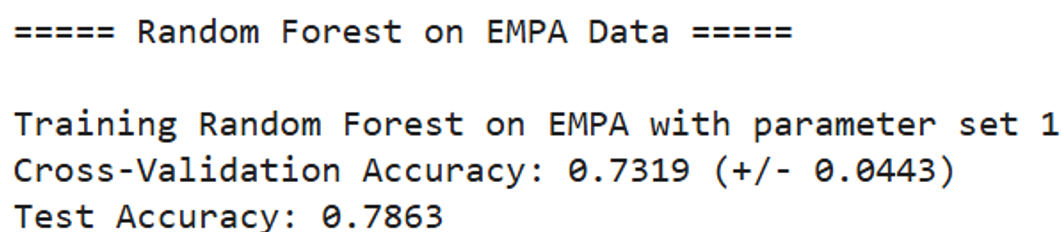 ===== Random Forest on EMPA Data =====
Training Random Forest on EMPA with parameter set 1
Cross-Validation Accuracy: 0.7319 (+/- 0.0443)
Test Accuracy: 0.7863